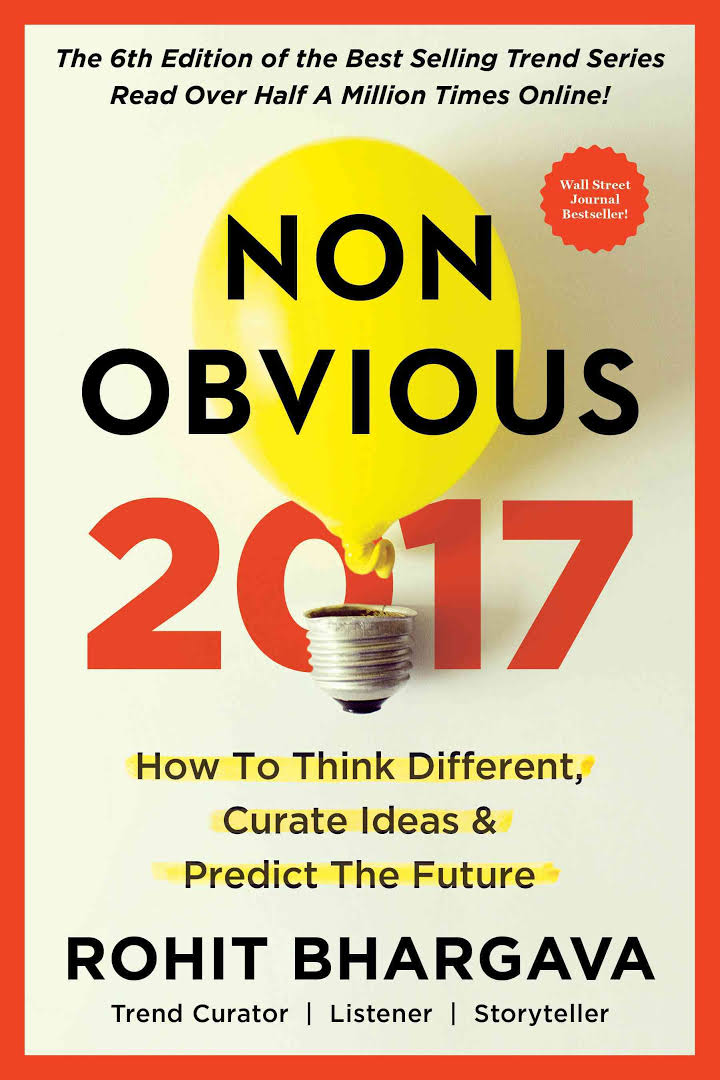 The 6th Edition of the Best Selling Trend Series
Read Over Half A Million Times Online!
Wall Street
Journal
Bestseller!
NON
OBVIOUS
2017
How To Think Different,
Curate Ideas &
Predict The Future
ROHIT BHARGAVA
Trend Curator | Listener | Storyteller